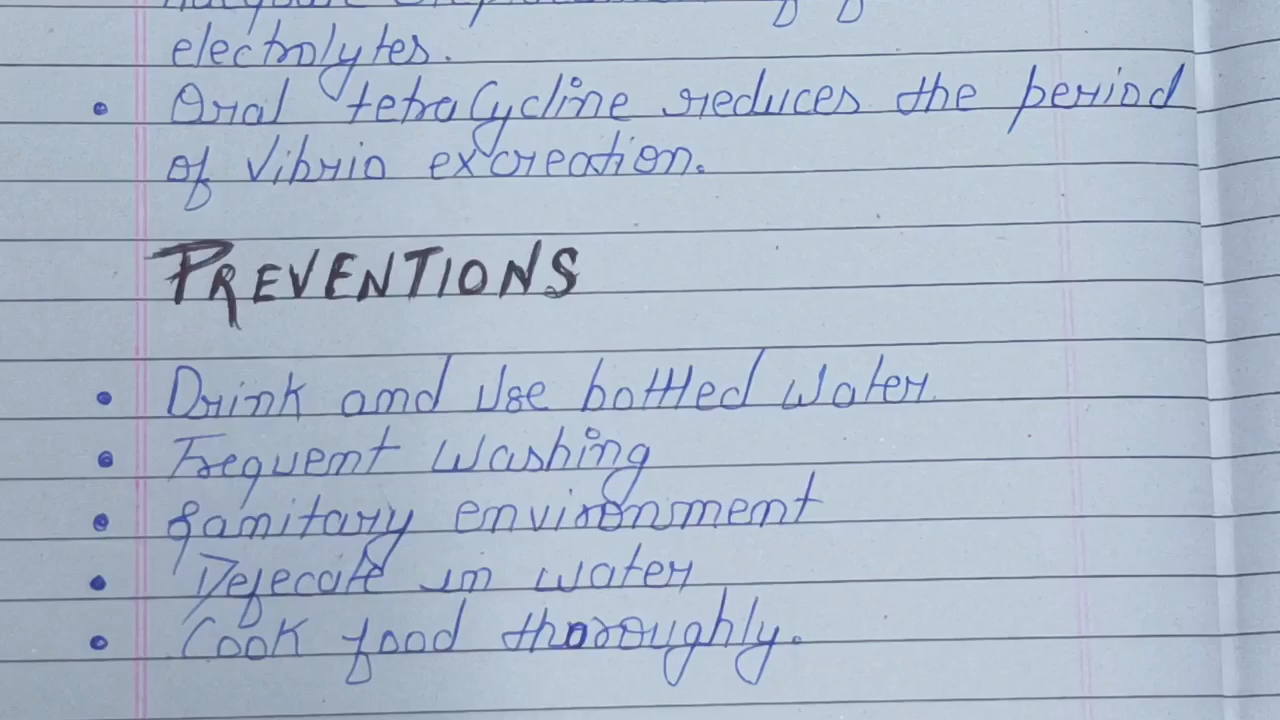 electrolytes.
• Oral tetracycline reduces the period
of Vibrio excreation.
PREVENTIONS
• Drink and Use bottled water.
• Frequent washing
• Sanitary environment
• Defecate in water
• Cook food thoroughly.